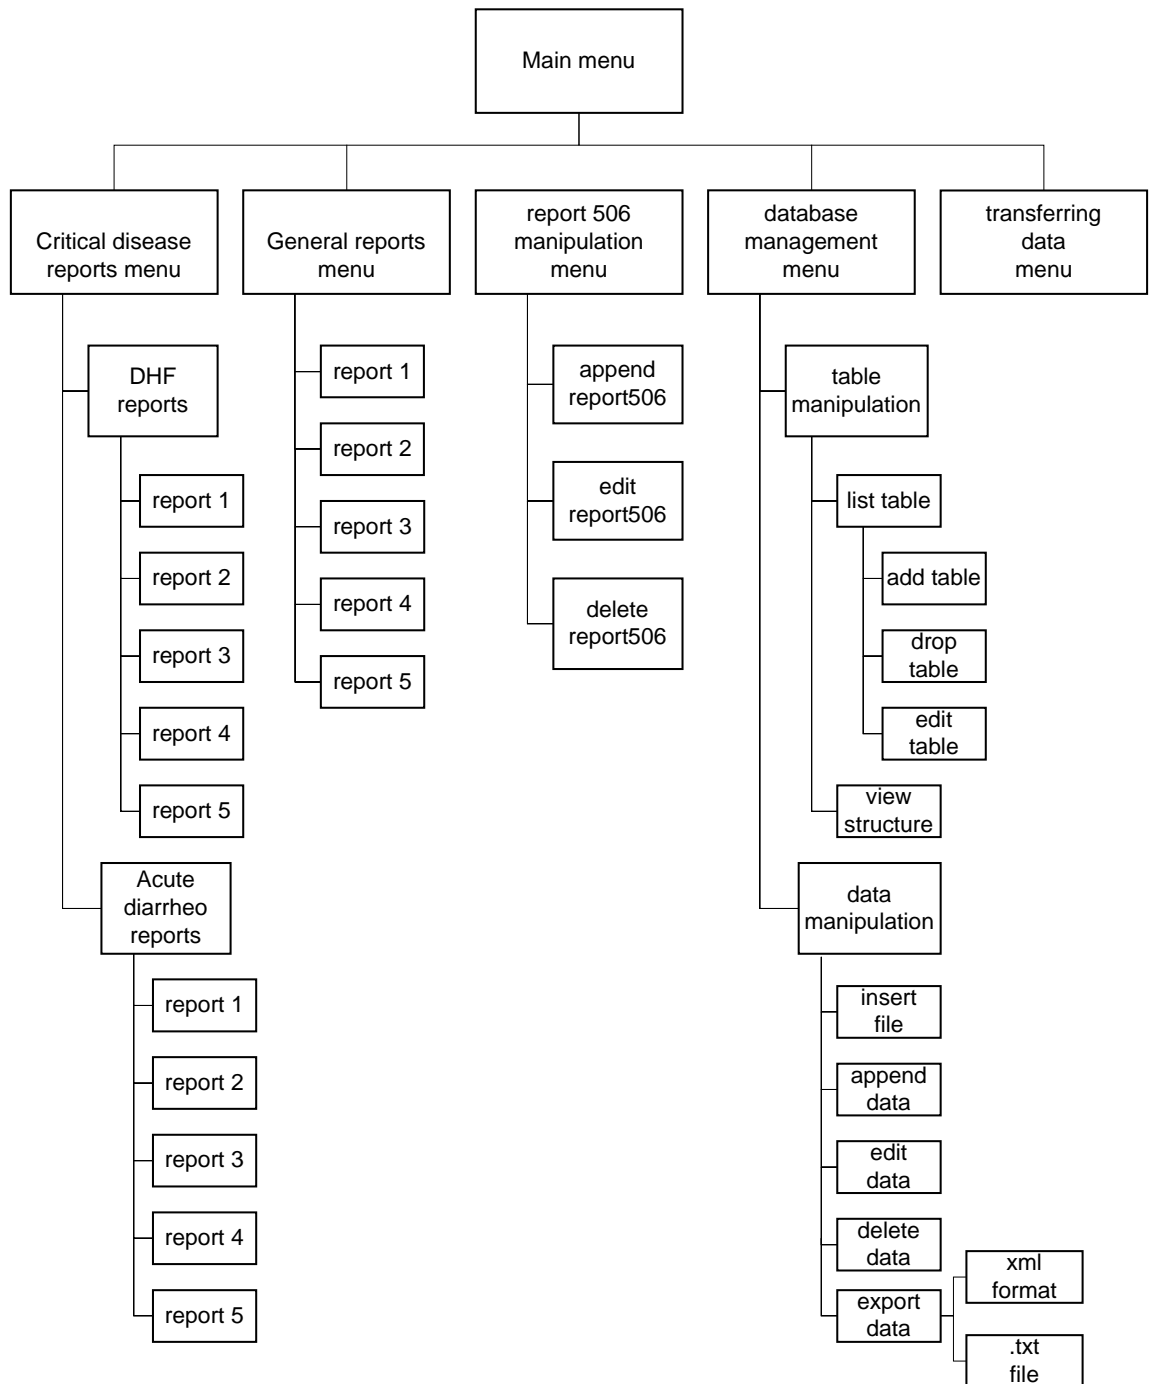 Main menu
Critical disease
reports menu
General reports
menu
report 506
manipulation
menu
database
management
menu
transferring
data
menu
DHF
reports
report 1
report 2
report 3
report 4
report 5
Acute
diarrheo
reports
report 1
report 2
report 3
report 4
report 5
report 1
report 2
report 3
report 4
report 5
append
report506
edit
report506
delete
report506
table
manipulation
list table
add table
drop
table
edit
table
view
structure
data
manipulation
insert
file
append
data
edit
data
delete
data
export
data
xml
format
.txt
file